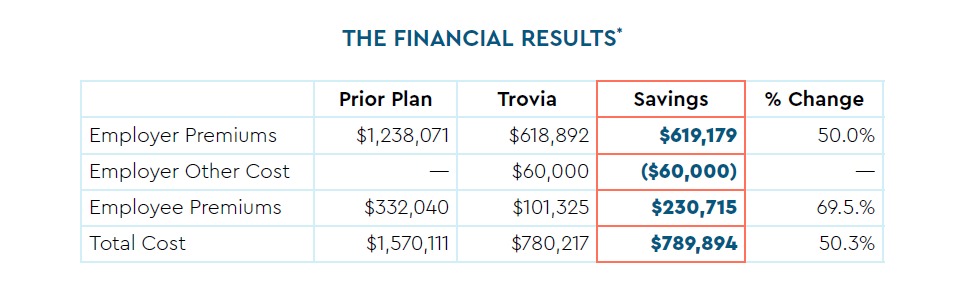 THE FINANCIAL RESULTS*
Prior Plan Trovia Savings % Change
Employer Premiums $1,238,071 $618,892 $619,179 50.0%
Employer Other Cost — $60,000 ($60,000) —
Employee Premiums $332,040 $101,325 $230,715 69.5.%
Total Cost $1,570,111 $780,217 $789,894 50.3%